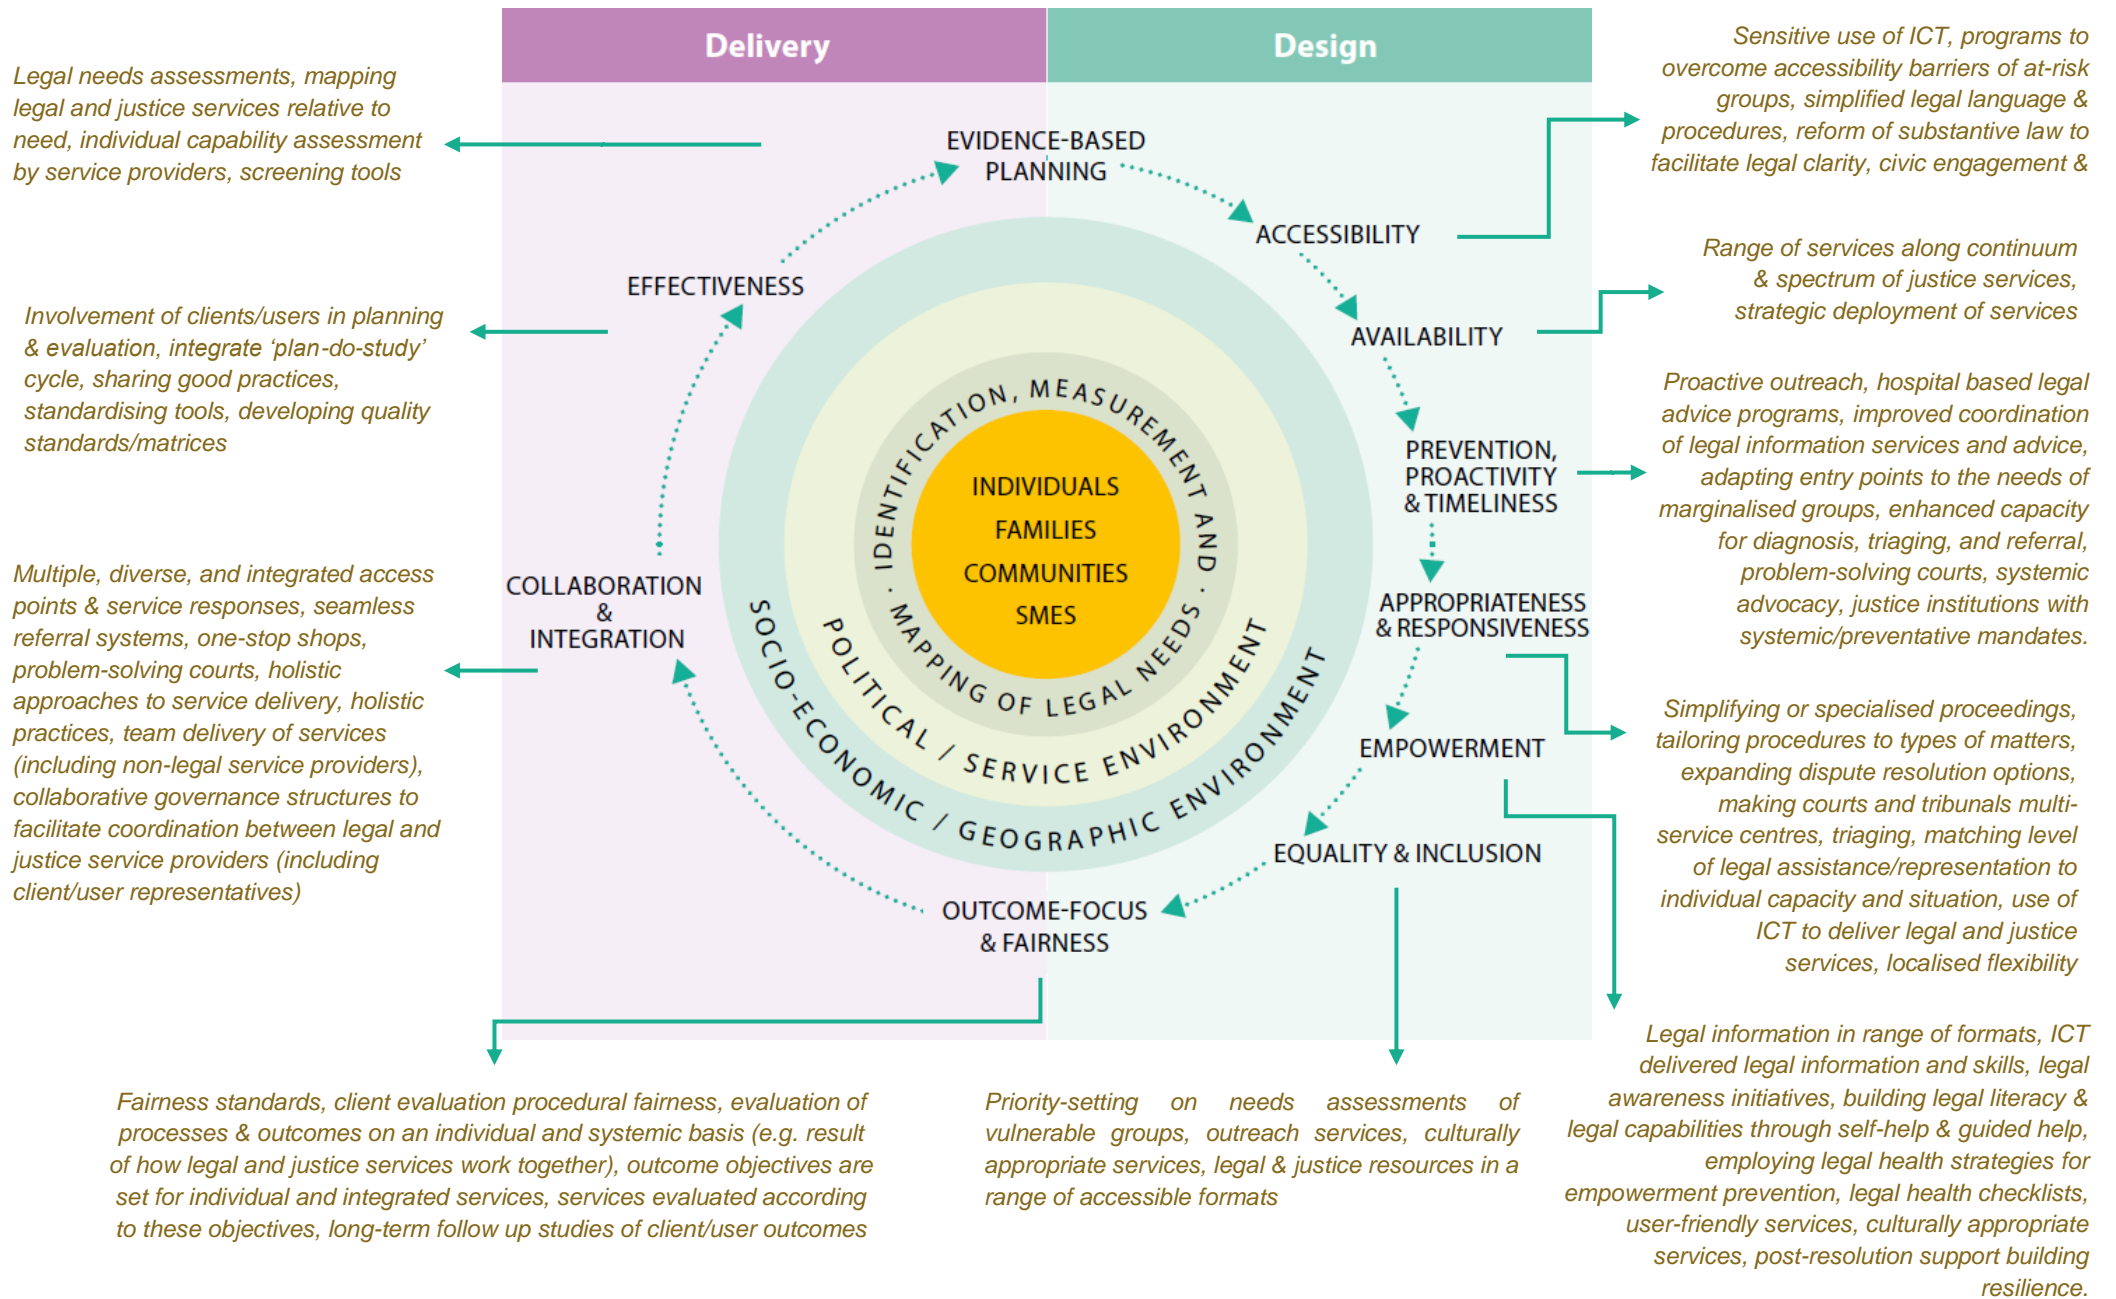 Delivery
Design
Legal needs assessments, mapping
legal and justice services relative to
need, individual capability assessment
by service providers, screening tools
Involvement of clients/users in planning
& evaluation, integrate ‘plan-do-study’
cycle, sharing good practices,
standardising tools, developing quality
standards/matrices
Multiple, diverse, and integrated access
points & service responses, seamless
referral systems, one-stop shops,
problem-solving courts, holistic
approaches to service delivery, holistic
practices, team delivery of services
(including non-legal service providers),
collaborative governance structures to
facilitate coordination between legal and
justice service providers (including
client/user representatives)
EVIDENCE-BASED
PLANNING
ACCESSIBILITY
AVAILABILITY
PREVENTION,
PROACTIVITY
& TIMELINESS
APPROPRIATENESS
& RESPONSIVENESS
EMPOWERMENT
EQUALITY & INCLUSION
OUTCOME-FOCUS
& FAIRNESS
COLLABORATION
&
INTEGRATION
EFFECTIVENESS
INDIVIDUALS
FAMILIES
COMMUNITIES
SMES
· IDENTIFICATION, MEASUREMENT AND
· MAPPING OF LEGAL NEEDS ·
POLITICAL / SERVICE ENVIRONMENT
SOCIO-ECONOMIC / GEOGRAPHIC ENVIRONMENT
Sensitive use of ICT, programs to
overcome accessibility barriers of at-risk
groups, simplified legal language &
procedures, reform of substantive law to
facilitate legal clarity, civic engagement &
Range of services along continuum
& spectrum of justice services,
strategic deployment of services
Proactive outreach, hospital based legal
advice programs, improved coordination
of legal information services and advice,
adapting entry points to the needs of
marginalised groups, enhanced capacity
for diagnosis, triaging, and referral,
problem-solving courts, systemic
advocacy, justice institutions with
systemic/preventative mandates.
Simplifying or specialised proceedings,
tailoring procedures to types of matters,
expanding dispute resolution options,
making courts and tribunals multi-
service centres, triaging, matching level
of legal assistance/representation to
individual capacity and situation, use of
ICT to deliver legal and justice
services, localised flexibility
Legal information in range of formats, ICT
delivered legal information and skills, legal
awareness initiatives, building legal literacy &
legal capabilities through self-help & guided help,
employing legal health strategies for
empowerment prevention, legal health checklists,
user-friendly services, culturally appropriate
services, post-resolution support building
resilience.
Fairness standards, client evaluation procedural fairness, evaluation of
processes & outcomes on an individual and systemic basis (e.g. result
of how legal and justice services work together), outcome objectives are
set for individual and integrated services, services evaluated according
to these objectives, long-term follow up studies of client/user outcomes
Priority-setting on needs assessments of
vulnerable groups, outreach services, culturally
appropriate services, legal & justice resources in a
range of accessible formats